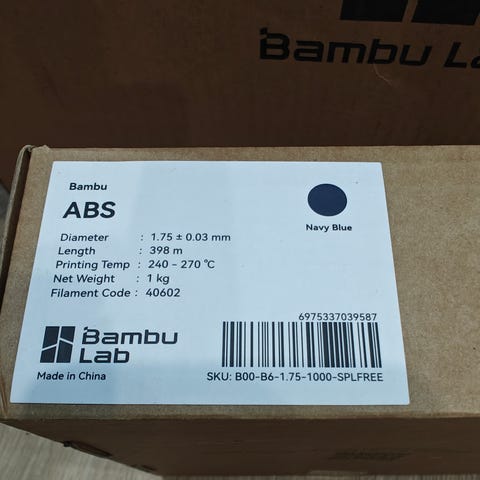 Bambu La
Bambu
ABS
Navy Blue
Diameter : 1.75 ± 0.03 mm
Length : 398 m
Printing Temp : 240 - 270 °C
Net Weight : 1 kg
Filament Code : 40602
6975337039587
Bambu
Lab
Made in China
SKU: B00-B6-1.75-1000-SPLFREE